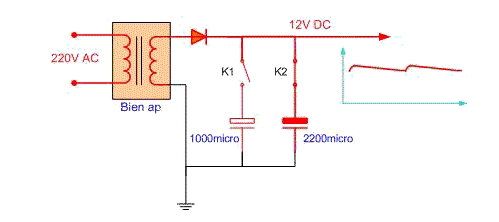 12V DC
220V AC
K1
K2
Bien ap
1000micro
2200micro